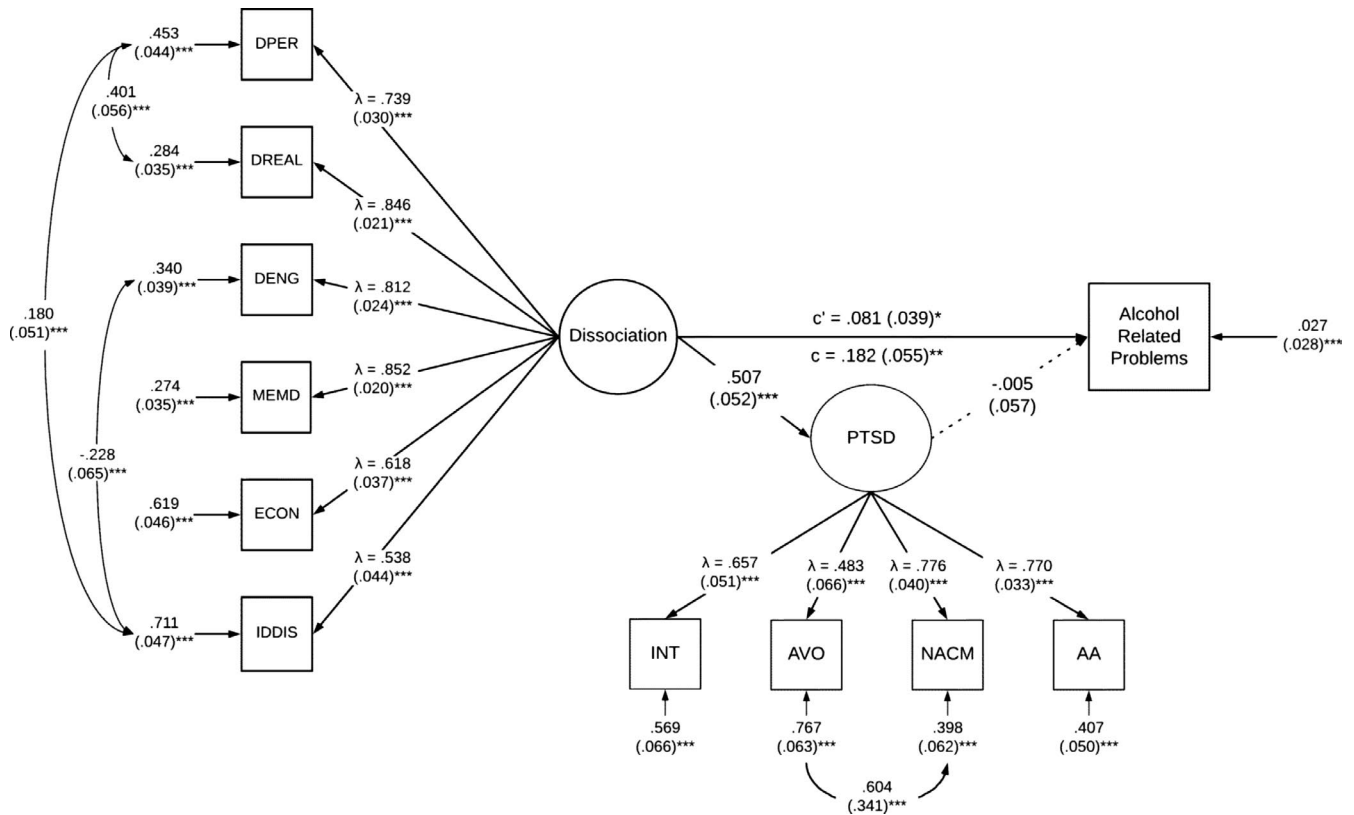 .453
(.044)***
DPER
.401
(.056)***
λ = .739
(.030)***
.284
(.035)***
DREAL
λ = .846
(.021)***
.340
(.039)***
DENG
λ = .812
(.024)***
.180
(.051)***
.274
(.035)***
MEMD
λ = .852
(.020)***
-.228
(.065)***
.619
(.046)***
ECON
λ = .618
(.037)***
.711
(.047)***
IDDIS
λ = .538
(.044)***
Dissociation
c' = .081 (.039)*
c = .182 (.055)**
Alcohol
Related
Problems
.027
(.028)***
.507
(.052)***
-.005
(.057)
PTSD
λ = .657
(.051)***
λ = .483
(.066)***
λ = .776
(.040)***
λ = .770
(.033)***
INT
AVO
NACM
AA
.569
(.066)***
.767
(.063)***
.398
(.062)***
.407
(.050)***
.604
(.341)***